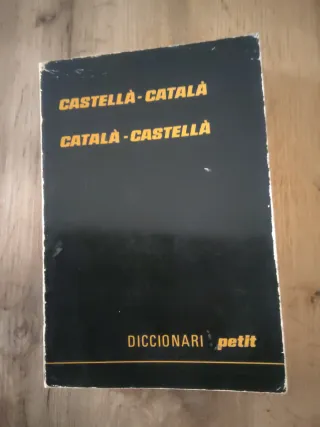 CASTELLÀ - CATALÀ
CATALÀ - CASTELLÀ
DICCIONARI petit